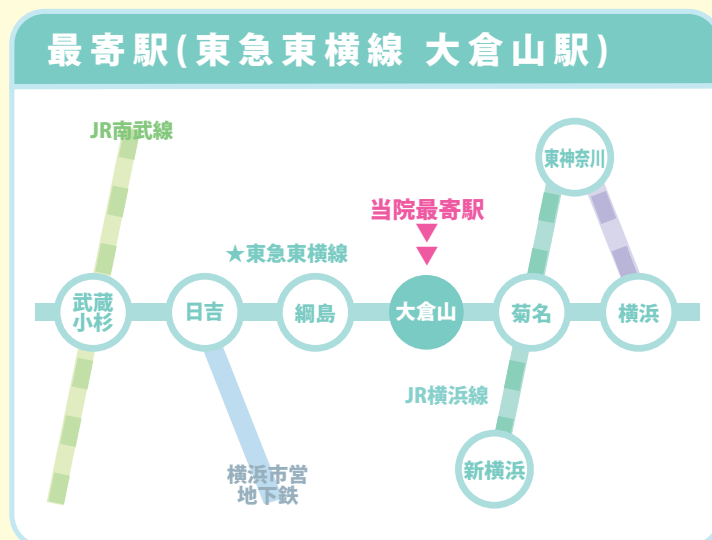 最寄駅(東急東横線 大倉山駅)
JR南武線
東神奈川
当院最寄駅
★東急東横線
武蔵
小杉
日吉
綱島
大倉山
菊名
横浜
JR横浜線
新横浜
横浜市営
地下鉄